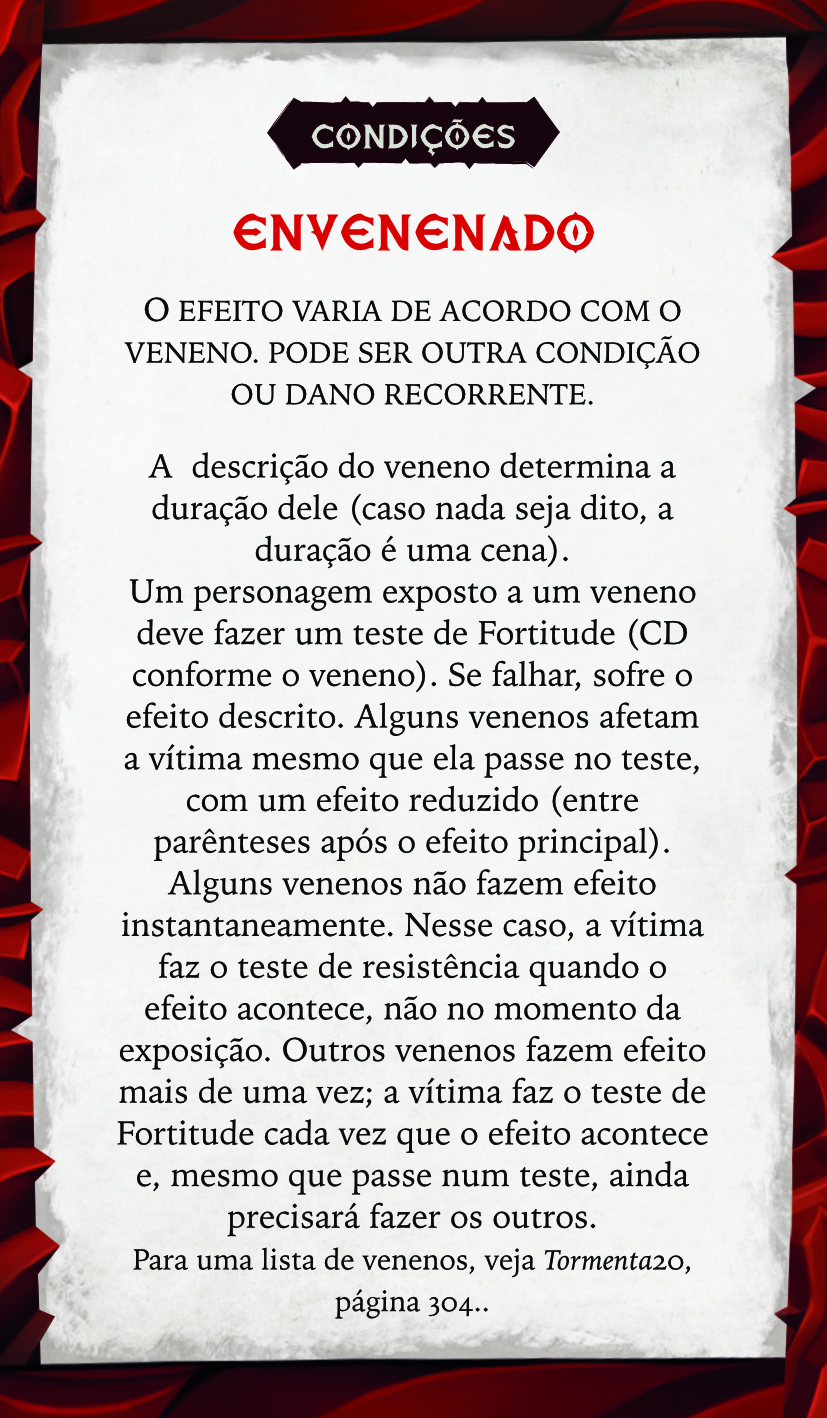 CONDIÇÕES
ENVENENADO
O EFEITO VARIA DE ACORDO COM O
VENENO. PODE SER OUTRA CONDIÇÃO
OU DANO RECORRENTE.
A  descrição do veneno determina a
duração dele (caso nada seja dito, a
duração é uma cena).
Um personagem exposto a um veneno
deve fazer um teste de Fortitude (CD
conforme o veneno). Se falhar, sofre o
efeito descrito. Alguns venenos afetam
a vítima mesmo que ela passe no teste,
com um efeito reduzido (entre
parênteses após o efeito principal).
Alguns venenos não fazem efeito
instantaneamente. Nesse caso, a vítima
faz o teste de resistência quando o
efeito acontece, não no momento da
exposição. Outros venenos fazem efeito
mais de uma vez; a vítima faz o teste de
Fortitude cada vez que o efeito acontece
e, mesmo que passe num teste, ainda
precisará fazer os outros.
Para uma lista de venenos, veja Tormenta20,
página 304..